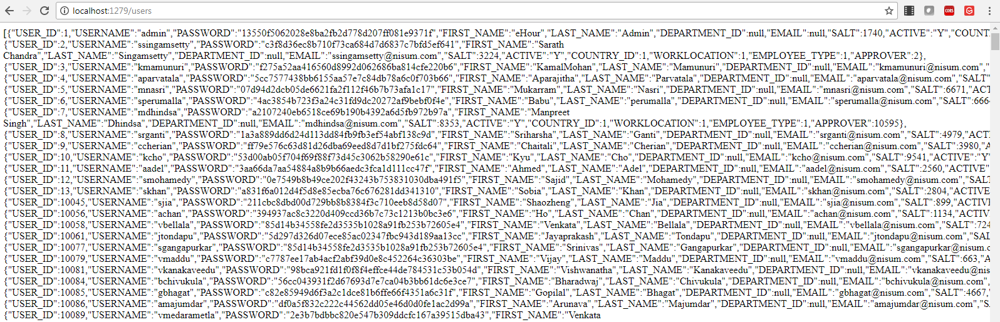 localhost:1279/users
CORS
[{"USER_ID":1,"USERNAME":"admin","PASSWORD":"13550f5062028e8ba2fb2d778d207ff081e9371f","FIRST_NAME":"eHour","LAST_NAME":"Admin","DEPARTMENT_ID":null,"EMAIL":null,"SALT":1740,"ACTIVE":"Y","COUNT
{"USER_ID":2,"USERNAME":"ssingamsetty","PASSWORD":"c3f8d36ec8b710f73ca684d7d6837c7bfd5ef641","FIRST_NAME":"Sarath
Chandra","LAST_NAME":"Singamsetty","DEPARTMENT_ID":null,"EMAIL":"ssingamsetty@nisum.com","SALT":3224,"ACTIVE":"Y","COUNTRY_ID":1,"WORKLOCATION":1,"EMPLOYEE_TYPE":1,"APPROVER":2},
{"USER_ID":3,"USERNAME":"kmamunuri","PASSWORD":"f275a52aa416560d8992d062686ba814cfe220b6","FIRST_NAME":"KamalMohan","LAST_NAME":"Mamunuri","DEPARTMENT_ID":null,"EMAIL":"kmamunuri@nisum.com","
{"USER_ID":4,"USERNAME":"aparvatala","PASSWORD":"5cc7577438bb6155aa57e7c84db78a6c0f703b66","FIRST_NAME":"Aparajitha","LAST_NAME":"Parvatala","DEPARTMENT_ID":null,"EMAIL":"aparvatala@nisum.com","SALT"
{"USER_ID":5,"USERNAME":"mnasri","PASSWORD":"07d94d2dcb05de6621fa2f112f46b7b73afa1c17","FIRST_NAME":"Mukarram","LAST_NAME":"Nasri","DEPARTMENT_ID":null,"EMAIL":"mnasri@nisum.com","SALT":6671,"ACT
{"USER_ID":6,"USERNAME":"sperumalla","PASSWORD":"4ac3854b723f3a24c31fd9dc20272af9bebf0f4e","FIRST_NAME":"Babu","LAST_NAME":"perumalla","DEPARTMENT_ID":null,"EMAIL":"sperumalla@nisum.com","SALT":6664
{"USER_ID":7,"USERNAME":"mdhindsa","PASSWORD":"a2107240eb6518ce69b190b4392a6d5fb972b97a","FIRST_NAME":"Manpreet
Singh","LAST_NAME":"Dhindsa","DEPARTMENT_ID":null,"EMAIL":"mdhindsa@nisum.com","SALT":8353,"ACTIVE":"Y","COUNTRY_ID":1,"WORKLOCATION":1,"EMPLOYEE_TYPE":1,"APPROVER":10595},
{"USER_ID":8,"USERNAME":"srganti","PASSWORD":"1a3a889dd6d24d113dd84fb9fb3ef54abf138c9d","FIRST_NAME":"Sriharsha","LAST_NAME":"Ganti","DEPARTMENT_ID":null,"EMAIL":"srganti@nisum.com","SALT":4979,"ACTI
{"USER_ID":9,"USERNAME":"ccherian","PASSWORD":"ff79e576c63d81d26dba69eed8d7d1bf275fdc64","FIRST_NAME":"Chaitali","LAST_NAME":"Cherian","DEPARTMENT_ID":null,"EMAIL":"ccherian@nisum.com","SALT":3980,"A
{"USER_ID":10,"USERNAME":"kcho","PASSWORD":"53d00ab05f704f69f88f73d45c3062b58290e61c","FIRST_NAME":"Kyu","LAST_NAME":"Cho","DEPARTMENT_ID":null,"EMAIL":"kcho@nisum.com","SALT":9541,"ACTIVE":"Y"
{"USER_ID":11,"USERNAME":"aadel","PASSWORD":"3aa66da7aa54884a8b9b66aedc3fca1d111cc47f","FIRST_NAME":"Ahmed","LAST_NAME":"Adel","DEPARTMENT_ID":null,"EMAIL":"aadel@nisum.com","SALT":2560,"ACTIVE"
{"USER_ID":12,"USERNAME":"smohamedy","PASSWORD":"0e7549b8b49ce202f43243b753831030dba491f5","FIRST_NAME":"Sajid","LAST_NAME":"Mohamedy","DEPARTMENT_ID":null,"EMAIL":"smohamedy@nisum.com","SALT
{"USER_ID":13,"USERNAME":"skhan","PASSWORD":"a831f6a012d4f5d8e85ecba76c676281dd341310","FIRST_NAME":"Sobia","LAST_NAME":"Khan","DEPARTMENT_ID":null,"EMAIL":"skhan@nisum.com","SALT":2804,"ACTIVE
{"USER_ID":10045,"USERNAME":"sjia","PASSWORD":"211cbc8dbd00d729bb8b8384f3c710eeb8d58d07","FIRST_NAME":"Shaozheng","LAST_NAME":"Jia","DEPARTMENT_ID":null,"EMAIL":"sjia@nisum.com","SALT":899,"ACTIV
{"USER_ID":10056,"USERNAME":"achan","PASSWORD":"394937ac8c3220d409ccd36b7c73c1213b0bc3e6","FIRST_NAME":"Ho","LAST_NAME":"Chan","DEPARTMENT_ID":null,"EMAIL":"achan@nisum.com","SALT":1134,"ACTIV
{"USER_ID":10058,"USERNAME":"vbellala","PASSWORD":"85d14b34558fe2d3535b1028a91fb253b72605e4","FIRST_NAME":"Venkata","LAST_NAME":"Bellala","DEPARTMENT_ID":null,"EMAIL":"vbellala@nisum.com","SALT":724
{"USER_ID":10061,"USERNAME":"jtondapu","PASSWORD":"5d297d326d07ece85ac02347fbc943d189aa13cc","FIRST_NAME":"Jayaprakash","LAST_NAME":"Tondapu","DEPARTMENT_ID":null,"EMAIL":"jtondapu@nisum.com","SAL
{"USER_ID":10077,"USERNAME":"sgangapurkar","PASSWORD":"85d14b34558fe2d3535b1028a91fb253b72605e4","FIRST_NAME":"Srinivas","LAST_NAME":"Gangapurkar","DEPARTMENT_ID":null,"EMAIL":"sgangapurkar@nisum.c
{"USER_ID":10079,"USERNAME":"vmaddu","PASSWORD":"c7787ee17ab4acf2abf39d0e8c452264c36303be","FIRST_NAME":"Vijay","LAST_NAME":"Maddu","DEPARTMENT_ID":null,"EMAIL":"vmaddu@nisum.com","SALT":663,"ACTIV
{"USER_ID":10081,"USERNAME":"vkanakaveedu","PASSWORD":"98bca921fd1f0f8f4effce44de784531c53b054d","FIRST_NAME":"Vishwanatha","LAST_NAME":"Kanakaveedu","DEPARTMENT_ID":null,"EMAIL":"vkanakaveedu@nis
{"USER_ID":10084,"USERNAME":"bchivukula","PASSWORD":"56cc043931f2d67693d7e7ca04b3bb61dc6e3ce7","FIRST_NAME":"Bharadwaj","LAST_NAME":"Chivukula","DEPARTMENT_ID":null,"EMAIL":"bchivukula@nisum.com",
{"USER_ID":10085,"USERNAME":"gbhagat","PASSWORD":"c82e85949d6f3a2c1dce81b6ffe66f4351a6c31f","FIRST_NAME":"Gopilal","LAST_NAME":"Bhagat","DEPARTMENT_ID":null,"EMAIL":"gbhagat@nisum.com","SALT":4667,
{"USER_ID":10086,"USERNAME":"amajumdar","PASSWORD":"df0a5f832c222c44562dd05e46d0d0fe1ac2d99a","FIRST_NAME":"Arunava","LAST_NAME":"Majumdar","DEPARTMENT_ID":null,"EMAIL":"amajumdar@nisum.com","SA
{"USER_ID":10089,"USERNAME":"vmedarametla","PASSWORD":"2e3b7bdbbc820e547b309ddcfc167a39515dba43","FIRST_NAME":"Venkata